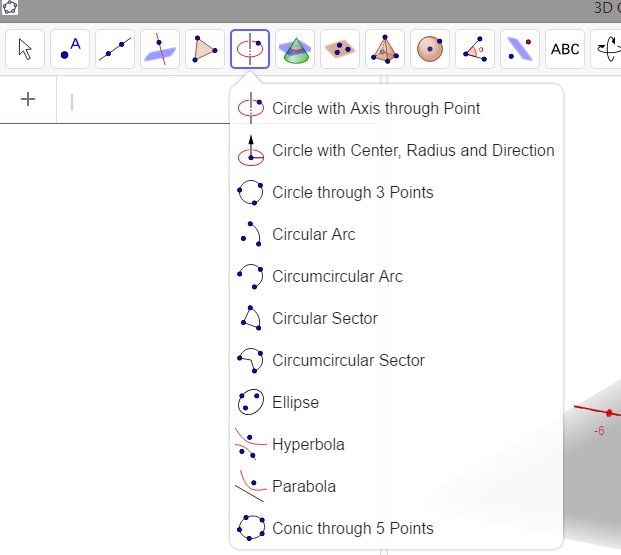 3D
A
α
ABC
Circle with Axis through Point
Circle with Center, Radius and Direction
Circle through 3 Points
Circular Arc
Circumcircular Arc
Circular Sector
Circumcircular Sector
Ellipse
Hyperbola
-6
Parabola
Conic through 5 Points